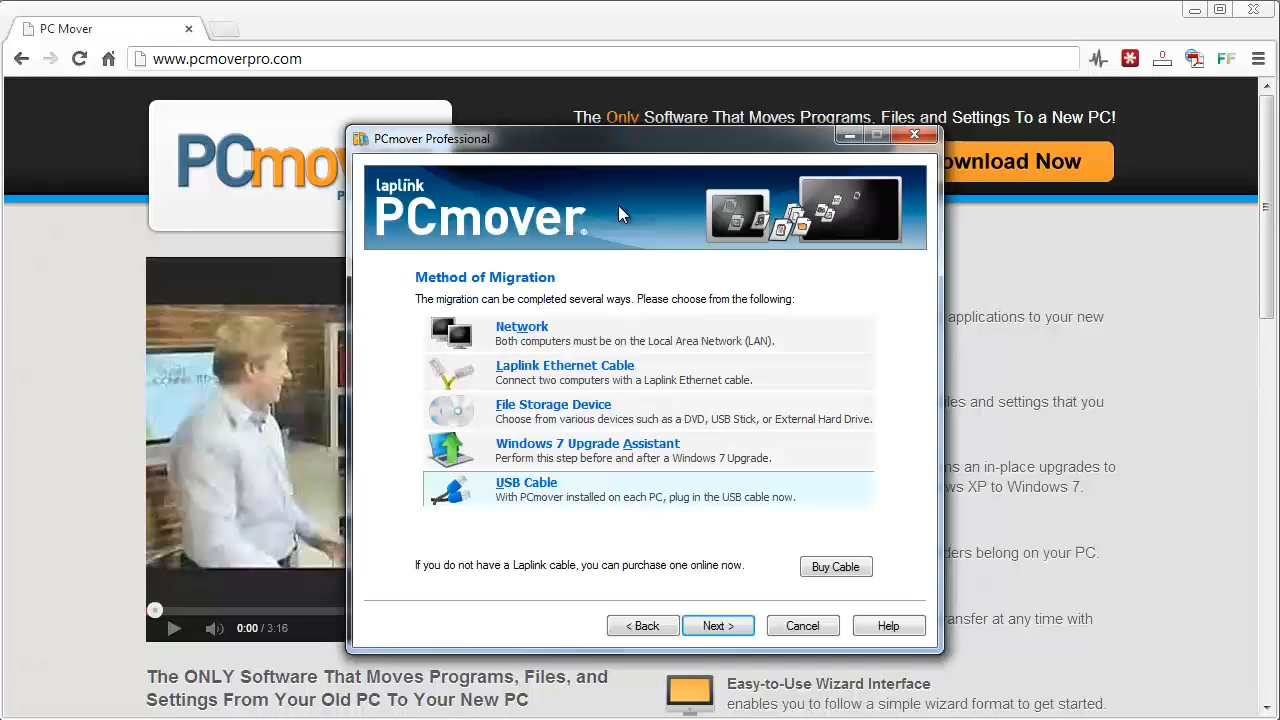 PC Mover
www.pcmoverpro.com
FF
The Only Software That Moves Programs, Files and Settings To a New PC!
PCmov
ownload Now
PCmover Professional
laplink
PCmover®
Method of Migration
The migration can be completed several ways. Please choose from the following:
Network
Both computers must be on the Local Area Network (LAN).
Laplink Ethernet Cable
Connect two computers with a Laplink Ethernet cable.
File Storage Device
Choose from various devices such as a DVD, USB Stick, or External Hard Drive.
Windows 7 Upgrade Assistant
Perform this step before and after a Windows 7 Upgrade.
USB Cable
With PCmover installed on each PC, plug in the USB cable now.
If you do not have a Laplink cable, you can purchase one online now.
Buy Cable
< Back
Next >
Cancel
Help
applications to your new
files and settings that you
ns an in-place upgrades to
ws XP to Windows 7.
ders belong on your PC.
ransfer at any time with
0:00 / 3:16
The ONLY Software That Moves Programs, Files, and
Settings From Your Old PC To Your New PC
Easy-to-Use Wizard Interface
enables you to follow a simple wizard format to get started.